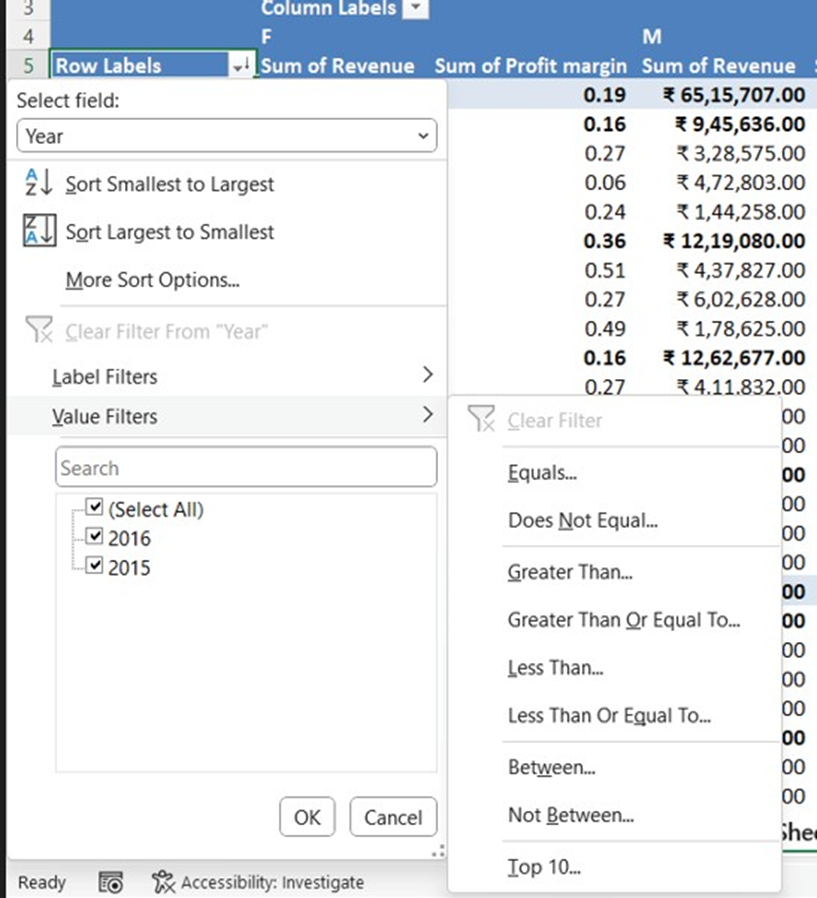 3 Column Labels
4 F M
5 Row Labels Sum of Revenue Sum of Profit margin Sum of Revenue
Select field:
Year
Sort Smallest to Largest
Sort Largest to Smallest
More Sort Options...
Clear Filter From "Year"
Label Filters
Value Filters
Search
(Select All)
2016
2015
OK Cancel
0.19 ₹ 65,15,707.00
0.16 ₹ 9,45,636.00
0.27 ₹ 3,28,575.00
0.06 ₹ 4,72,803.00
0.24 ₹ 1,44,258.00
0.36 ₹ 12,19,080.00
0.51 ₹ 4,37,827.00
0.27 ₹ 6,02,628.00
0.49 ₹ 1,78,625.00
0.16 ₹ 12,62,677.00
0.27 ₹ 4,11,832.00
Clear Filter
Equals...
Does Not Equal...
Greater Than...
Greater Than Or Equal To...
Less Than...
Less Than Or Equal To...
Between...
Not Between...
Top 10...
00
00
00
00
00
00
00
00
00
00
00
00
00
00
Ready Accessibility: Investigate